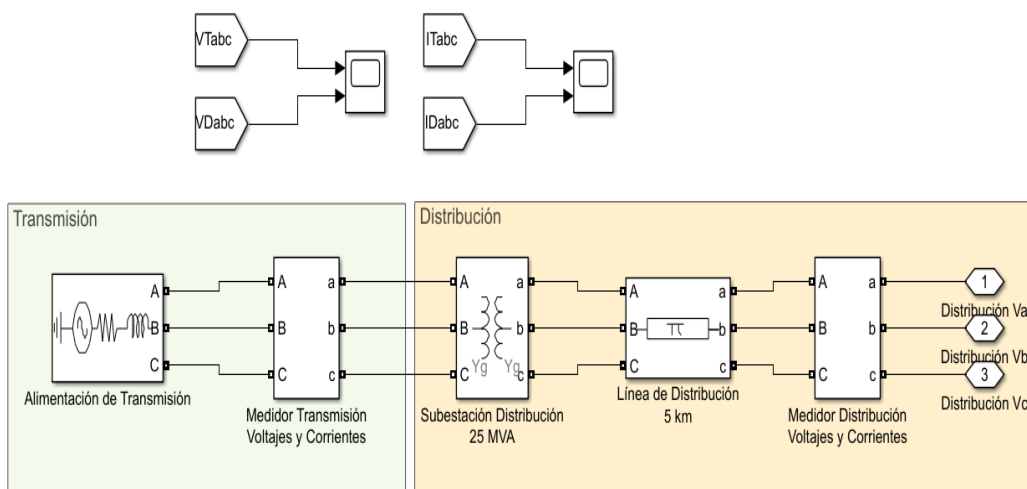 VTabc
VDabc
ITabc
IDabc
Transmisión
A
B
C
Alimentación de Transmisión
A
B
C
a
b
c
Medidor Transmisión
Voltajes y Corrientes
Distribución
A
B
C
a
b
c
Yg
Yg
Subestación Distribución
25 MVA
A
B
C
π
a
b
c
Línea de Distribución
5 km
A
B
C
a
b
c
Medidor Distribución
Voltajes y Corrientes
1
Distribución Va
2
Distribución Vb
3
Distribución Vc